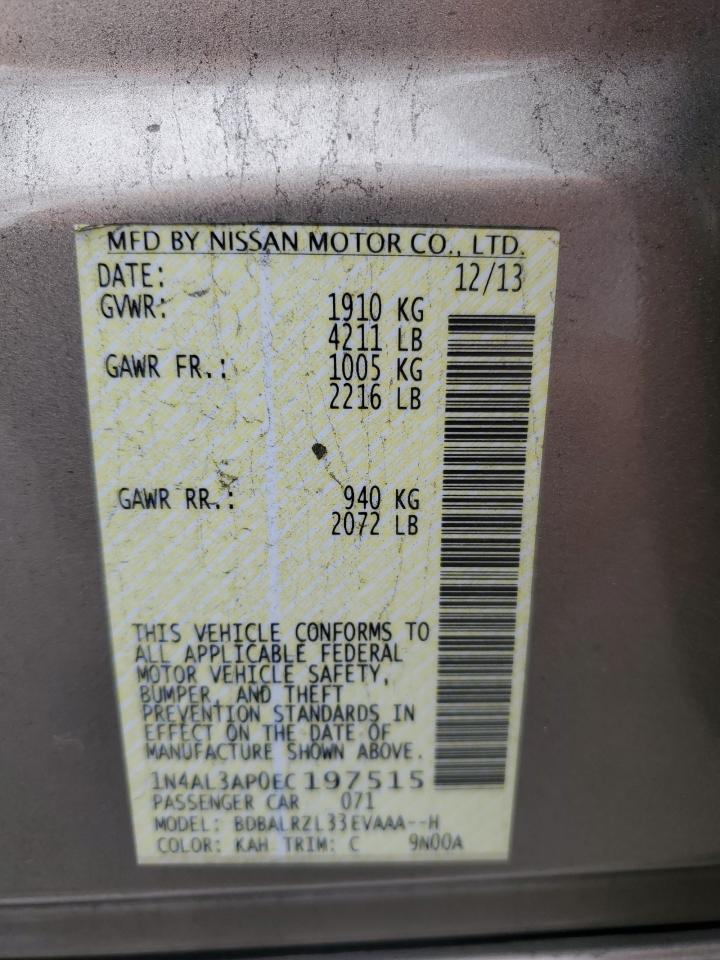 MFD BY NISSAN MOTOR CO., LTD.
DATE: 12/13
GVWR: 1910 KG
4211 LB
GAWR FR.: 1005 KG
2216 LB
GAWR RR.: 940 KG
2072 LB
THIS VEHICLE CONFORMS TO
ALL APPLICABLE FEDERAL
MOTOR VEHICLE SAFETY,
BUMPER, AND THEFT
PREVENTION STANDARDS IN
EFFECT ON THE DATE OF
MANUFACTURE SHOWN ABOVE.
1N4AL3AP0EC197515
PASSENGER CAR 071
MODEL: BDBALRZL33EVAAA--H
COLOR: KAH TRIM: C 9N00A